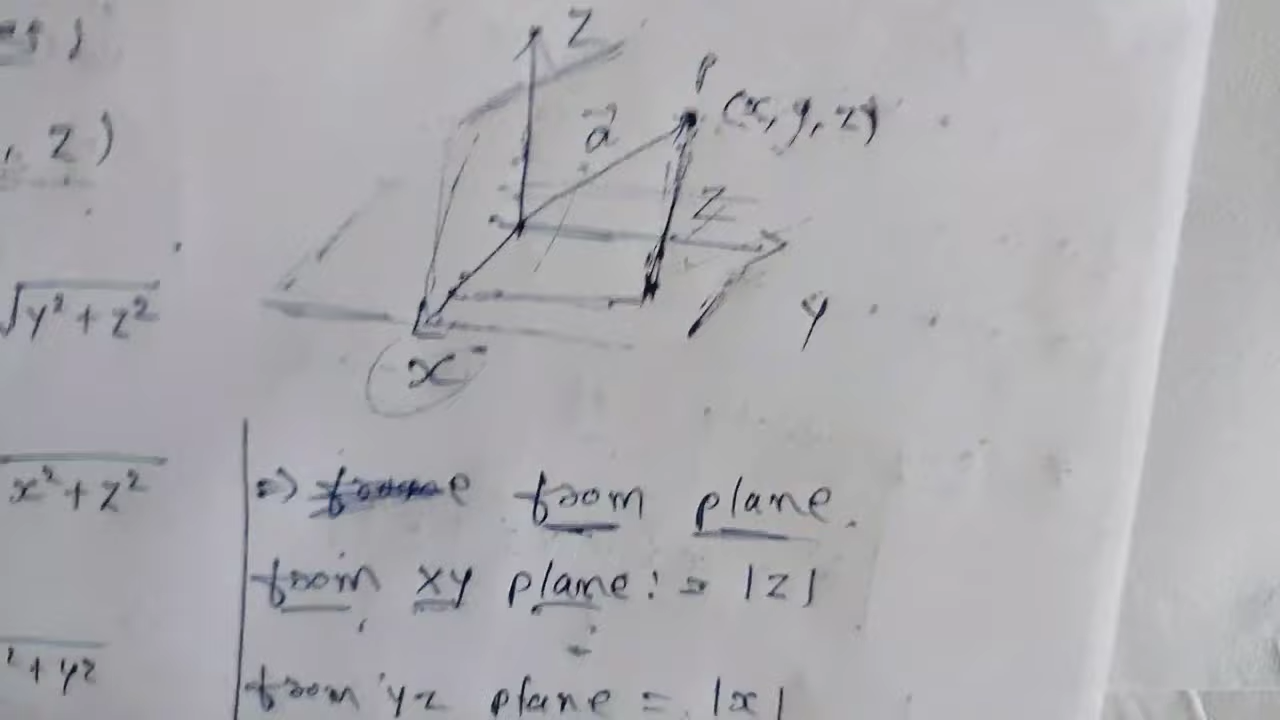 , z)
√y²+z²
x²+z²
²+y2
Z
P
(x, y, z)
a⃗
Z
y
x
=) from plane.
from xy plane: = |z|
from yz plane = |x|